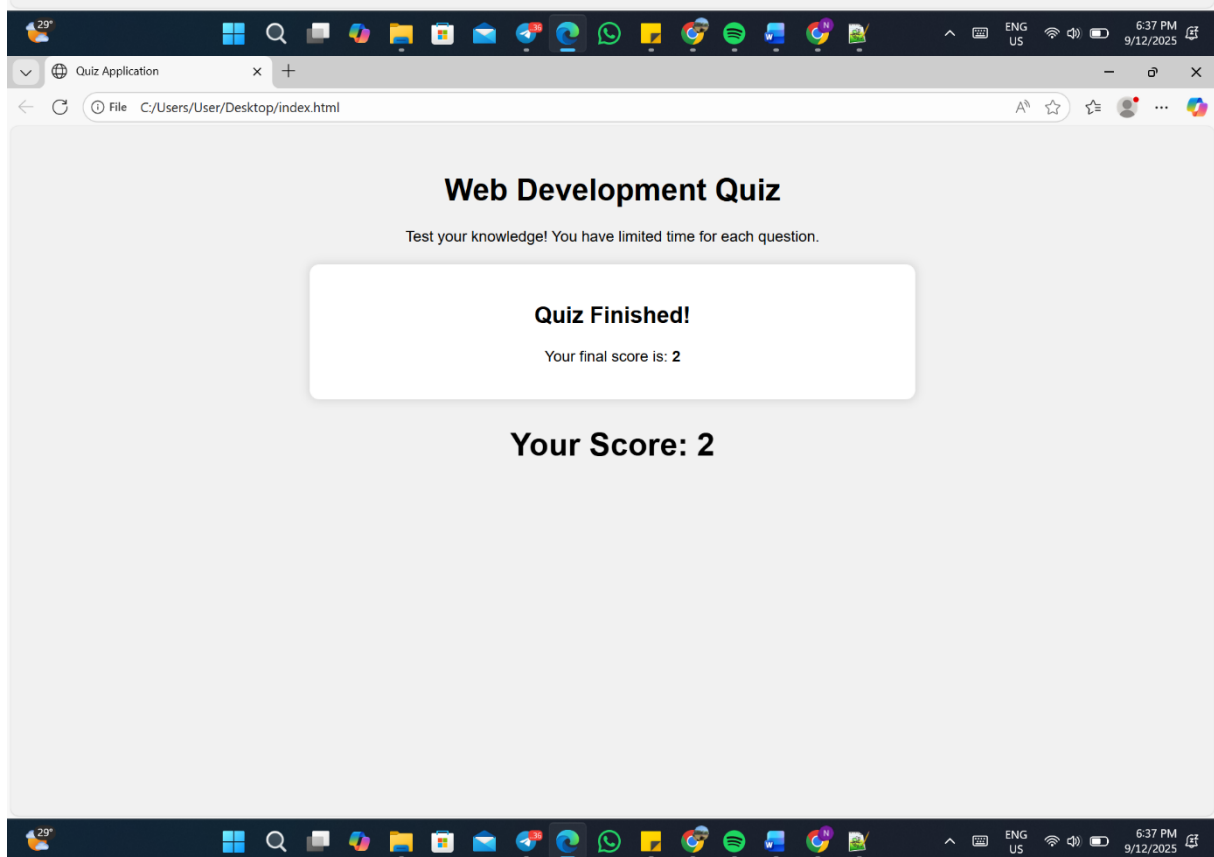 29°
36
N
ENG
US
6:37 PM
9/12/2025
Quiz Application
File C:/Users/User/Desktop/index.html
Web Development Quiz
Test your knowledge! You have limited time for each question.
Quiz Finished!
Your final score is: 2
Your Score: 2
29°
36
N
ENG
US
6:37 PM
9/12/2025